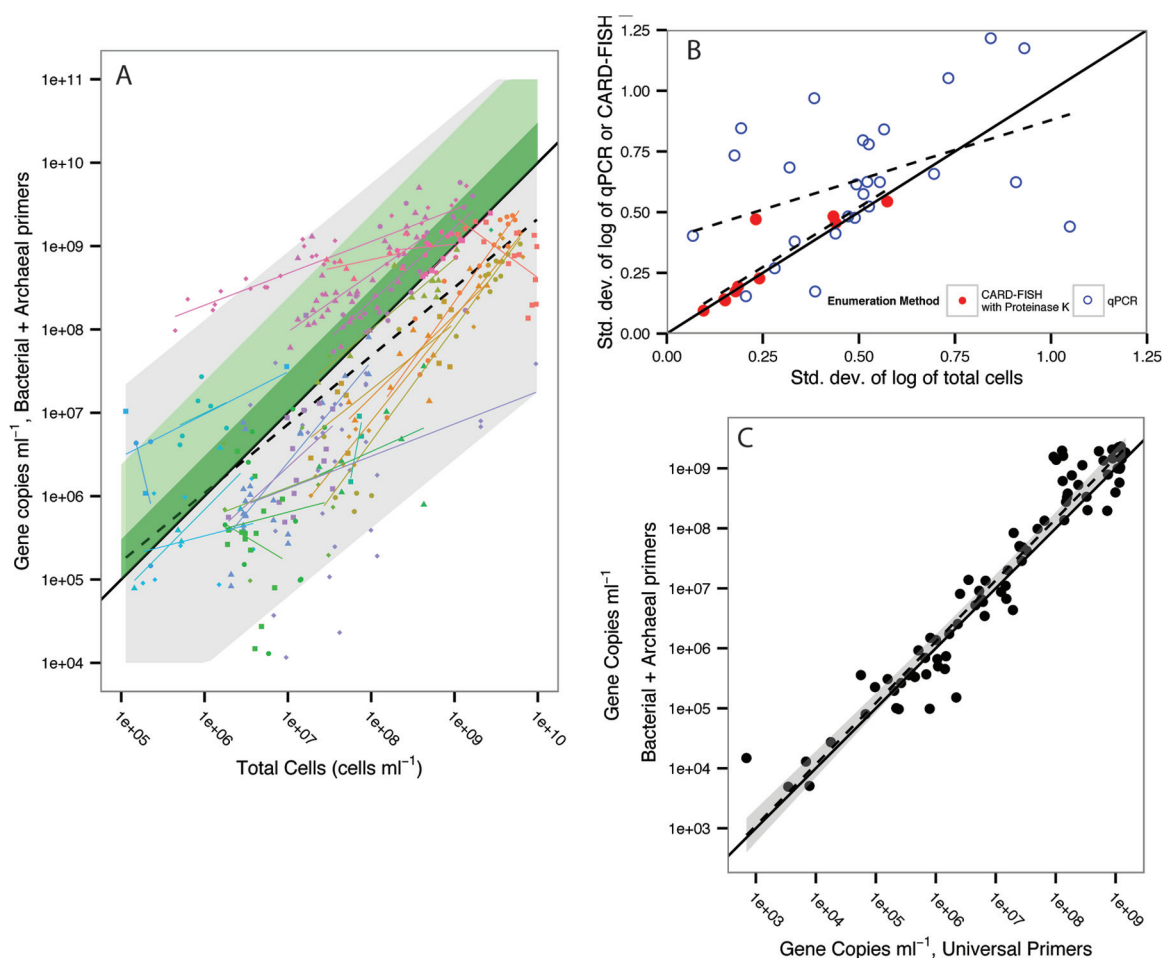 A
Gene copies ml⁻¹, Bacterial + Archaeal primers
1e+11
1e+10
1e+09
1e+08
1e+07
1e+06
1e+05
1e+04
1e+05
1e+06
1e+07
1e+08
1e+09
1e+10
Total Cells (cells ml⁻¹)
B
Std. dev. of log of qPCR or CARD-FISH
1.25
1.00
0.75
0.50
0.25
0.00
Enumeration Method
CARD-FISH
with Proteinase K
qPCR
0.00
0.25
0.50
0.75
1.00
1.25
Std. dev. of log of total cells
C
Gene Copies ml⁻¹
Bacterial + Archaeal primers
1e+09
1e+08
1e+07
1e+06
1e+05
1e+04
1e+03
1e+03
1e+04
1e+05
1e+06
1e+07
1e+08
1e+09
Gene Copies ml⁻¹, Universal Primers